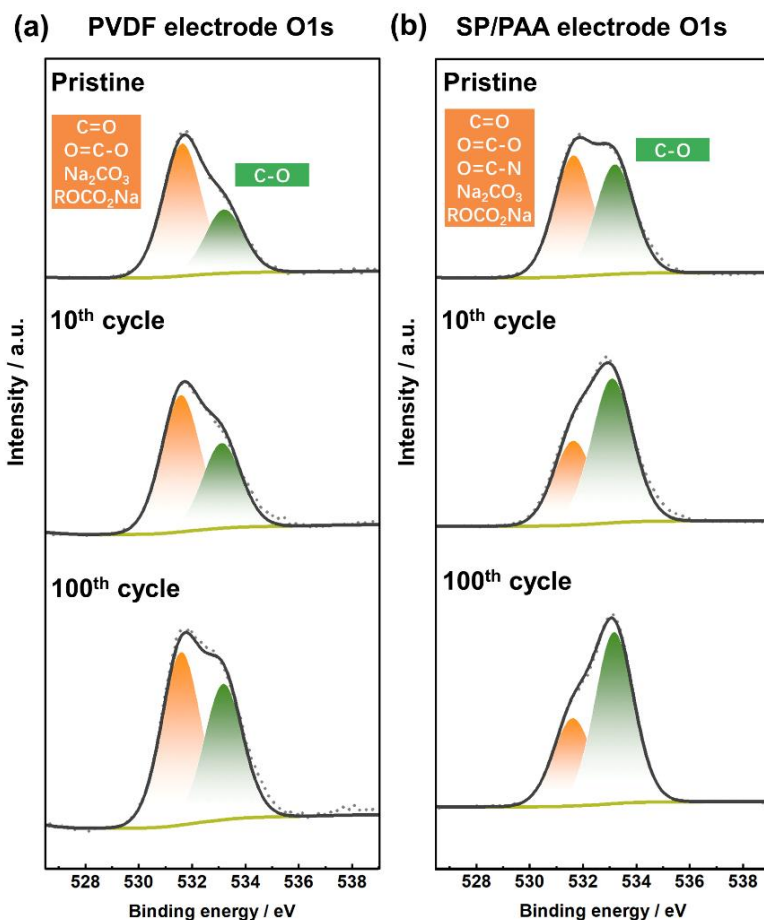 (a) PVDF electrode O1s
Pristine
C=O
O=C-O
Na₂CO₃
ROCO₂Na
C-O
10th cycle
100th cycle
Intensity / a.u.
528 530 532 534 536 538
Binding energy / eV
(b) SP/PAA electrode O1s
Pristine
C=O
O=C-O
O=C-N
Na₂CO₃
ROCO₂Na
C-O
10th cycle
100th cycle
Intensity / a.u.
528 530 532 534 536 538
Binding energy / eV